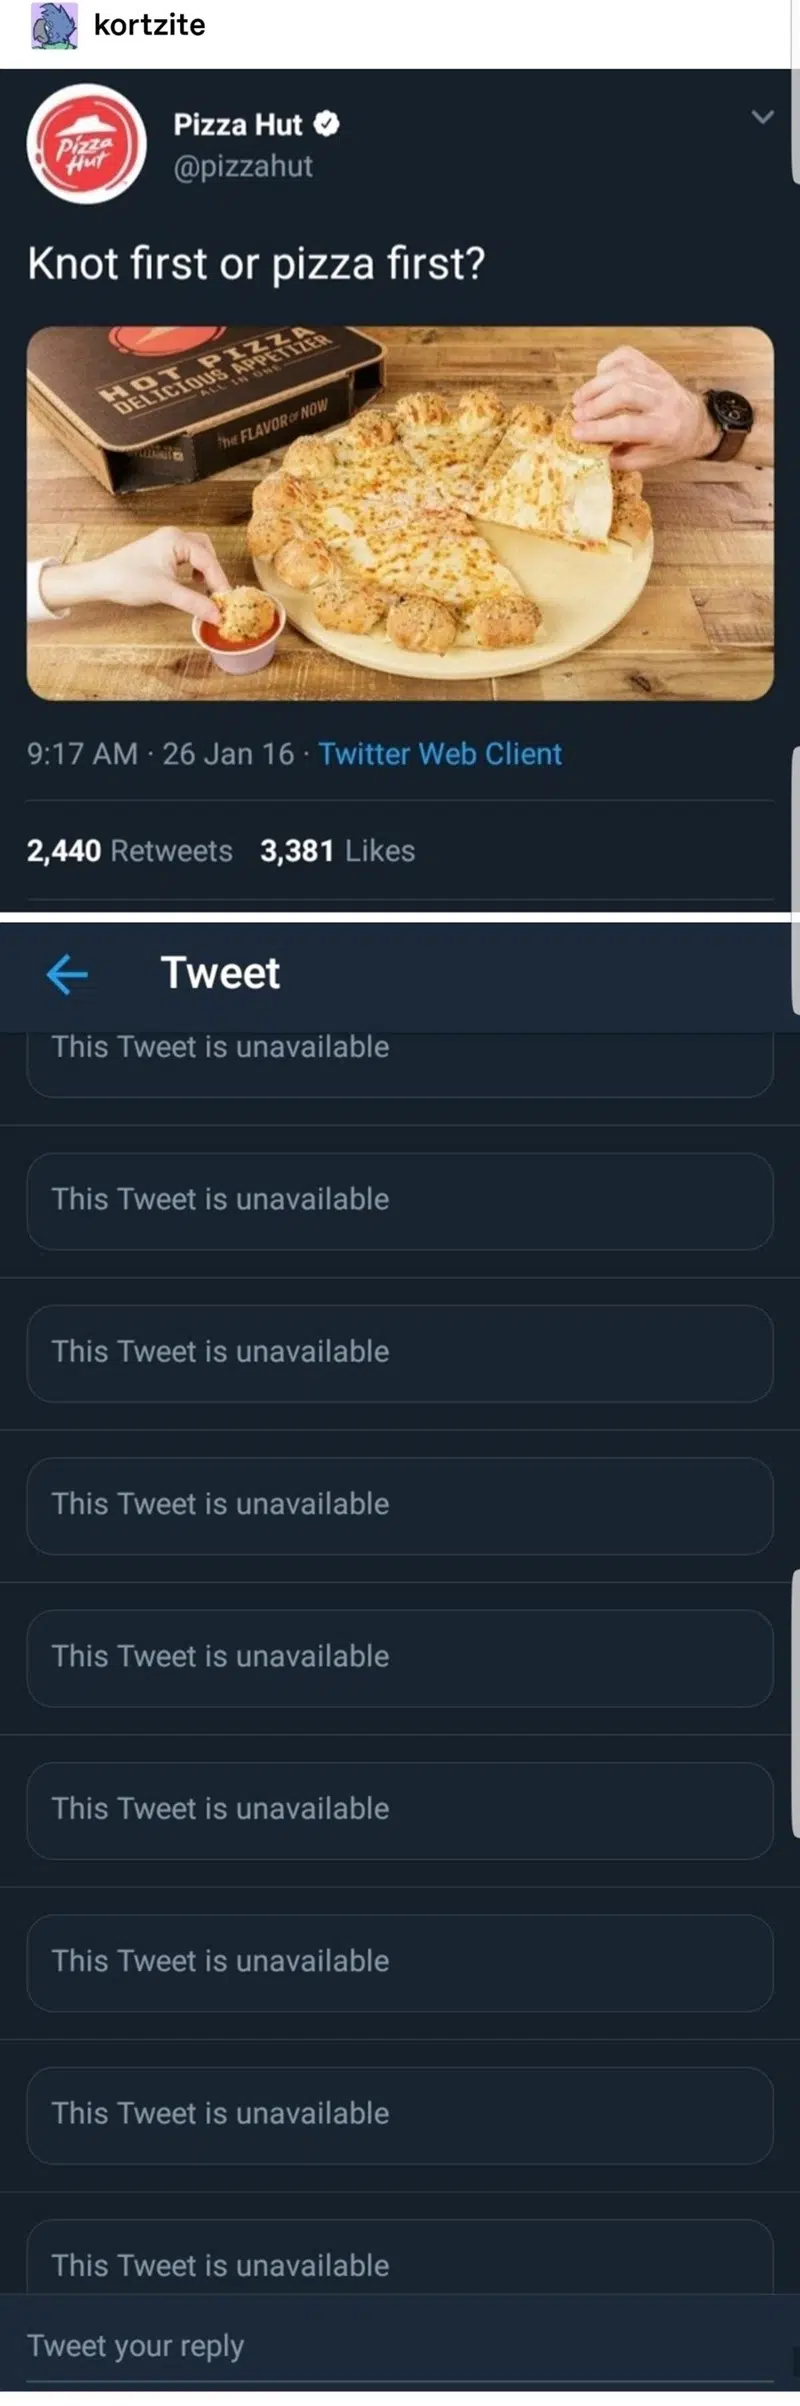 kortzite
Pizza Hut
@pizzahut
Pizza
Hut
Knot first or pizza first?
HOT PIZZA
DELICIOUS APPETIZER
ALL IN ONE
THE FLAVOR OF NOW
9:17 AM · 26 Jan 16 · Twitter Web Client
2,440 Retweets 3,381 Likes
Tweet
This Tweet is unavailable
This Tweet is unavailable
This Tweet is unavailable
This Tweet is unavailable
This Tweet is unavailable
This Tweet is unavailable
This Tweet is unavailable
This Tweet is unavailable
This Tweet is unavailable
Tweet your reply